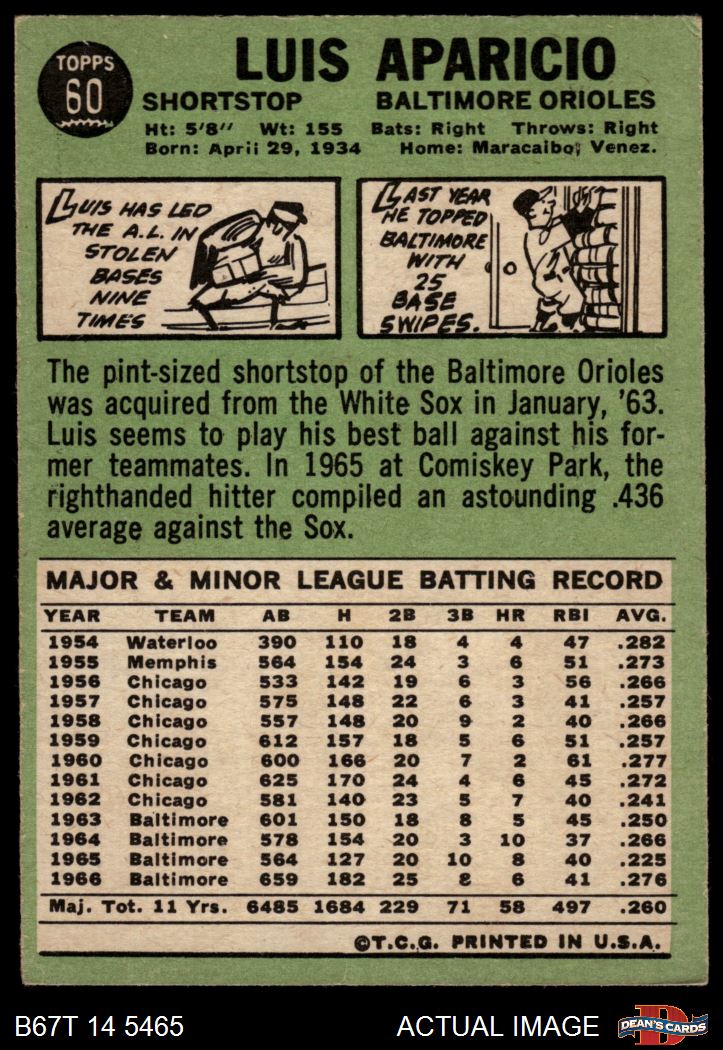 TOPPS
60
LUIS APARICIO
SHORTSTOP BALTIMORE ORIOLES
Ht: 5'8" Wt: 155 Bats: Right Throws: Right
Born: April 29, 1934 Home: Maracaibo, Venez.
LUIS HAS LED
THE A.L. IN
STOLEN
BASES
NINE
TIMES
LAST YEAR
HE TOPPED
BALTIMORE
WITH
25
BASE
SWIPES.
The pint-sized shortstop of the Baltimore Orioles
was acquired from the White Sox in January, '63.
Luis seems to play his best ball against his for-
mer teammates. In 1965 at Comiskey Park, the
righthanded hitter compiled an astounding .436
average against the Sox.
MAJOR & MINOR LEAGUE BATTING RECORD
YEAR TEAM AB H 2B 3B HR RBI AVG.
1954 Waterloo 390 110 18 4 4 47 .282
1955 Memphis 564 154 24 3 6 51 .273
1956 Chicago 533 142 19 6 3 56 .266
1957 Chicago 575 148 22 6 3 41 .257
1958 Chicago 557 148 20 9 2 40 .266
1959 Chicago 612 157 18 5 6 51 .257
1960 Chicago 600 166 20 7 2 61 .277
1961 Chicago 625 170 24 4 6 45 .272
1962 Chicago 581 140 23 5 7 40 .241
1963 Baltimore 601 150 18 8 5 45 .250
1964 Baltimore 578 154 20 3 10 37 .266
1965 Baltimore 564 127 20 10 8 40 .225
1966 Baltimore 659 182 25 8 6 41 .276
Maj. Tot. 11 Yrs. 6485 1684 229 71 58 497 .260
©T.C.G. PRINTED IN U.S.A.
B67T 14 5465 ACTUAL IMAGE
DEAN'S CARDS